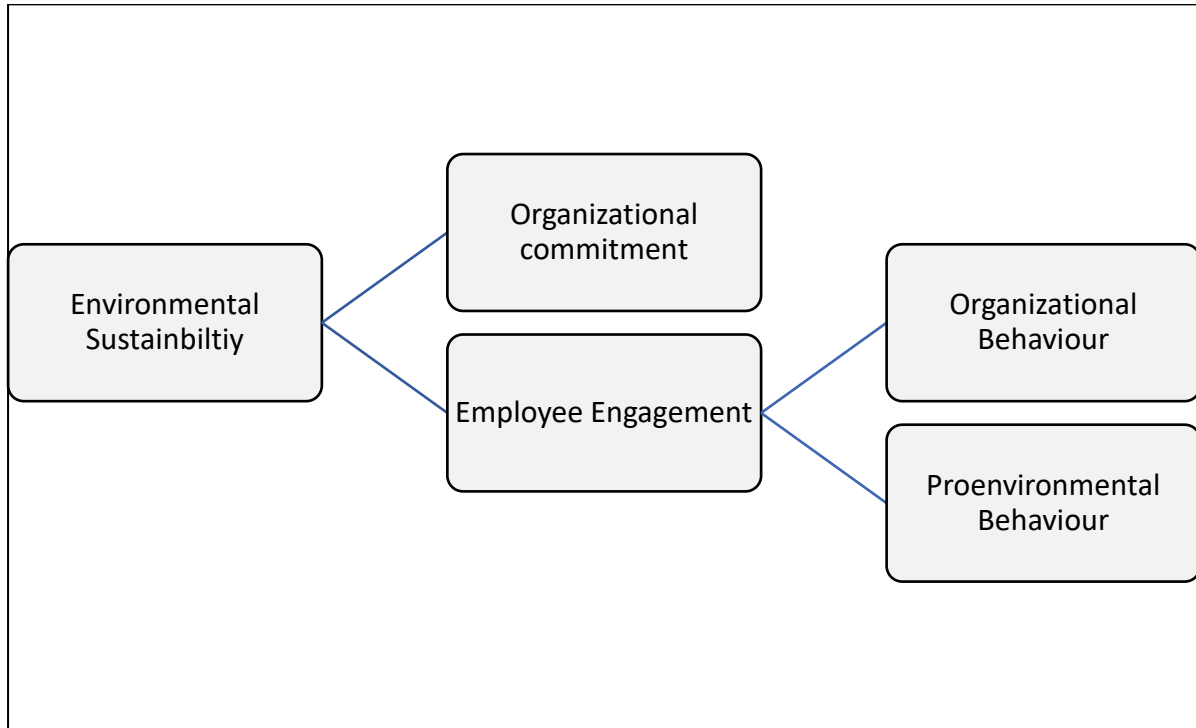 Environmental
Sustainbiltiy
Organizational
commitment
Employee Engagement
Organizational
Behaviour
Proenvironmental
Behaviour